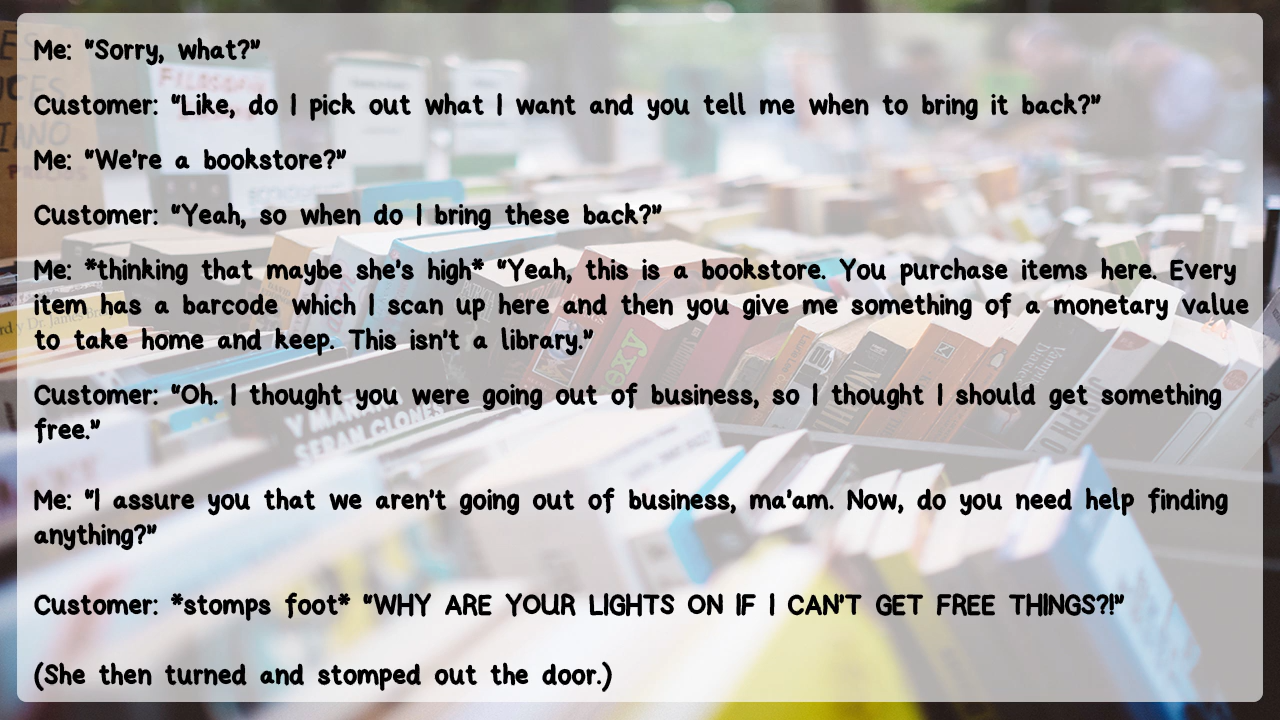 Me: "Sorry, what?"
Customer: "Like, do I pick out what I want and you tell me when to bring it back?"
Me: "We're a bookstore?"
Customer: "Yeah, so when do I bring these back?"
Me: *thinking that maybe she's high* "Yeah, this is a bookstore. You purchase items here. Every
item has a barcode which I scan up here and then you give me something of a monetary value
to take home and keep. This isn't a library."
Customer: "Oh. I thought you were going out of business, so I thought I should get something
free."
Me: "I assure you that we aren't going out of business, ma'am. Now, do you need help finding
anything?"
Customer: *stomps foot* "WHY ARE YOUR LIGHTS ON IF I CAN'T GET FREE THINGS?!"
(She then turned and stomped out the door.)